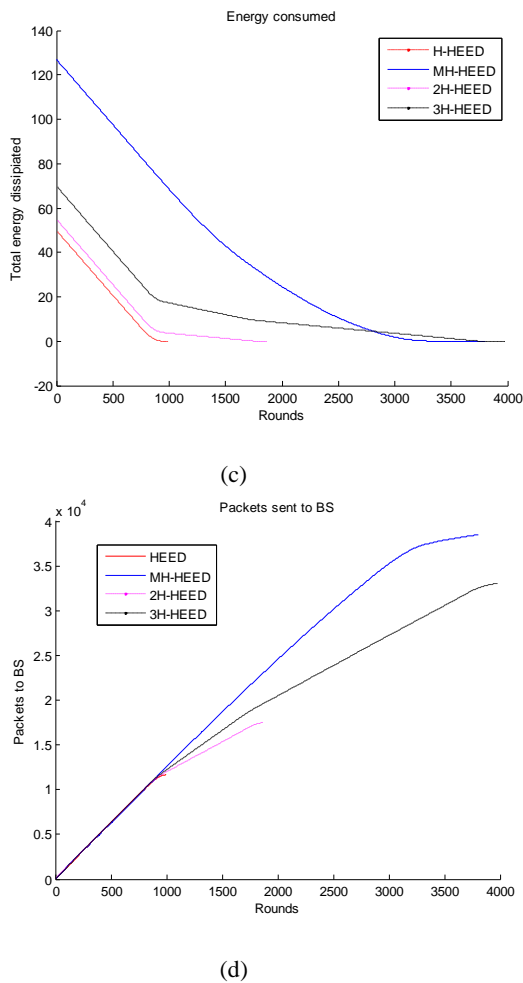 Energy consumed
140
120
100
80
60
40
20
0
-20
Total energy dissipiated
H-HEED
MH-HEED
2H-HEED
3H-HEED
0 500 1000 1500 2000 2500 3000 3500 4000
Rounds
(c)
Packets sent to BS
x 10^4
4
3.5
3
2.5
2
1.5
1
0.5
0
Packets to BS
HEED
MH-HEED
2H-HEED
3H-HEED
0 500 1000 1500 2000 2500 3000 3500 4000
Rounds
(d)